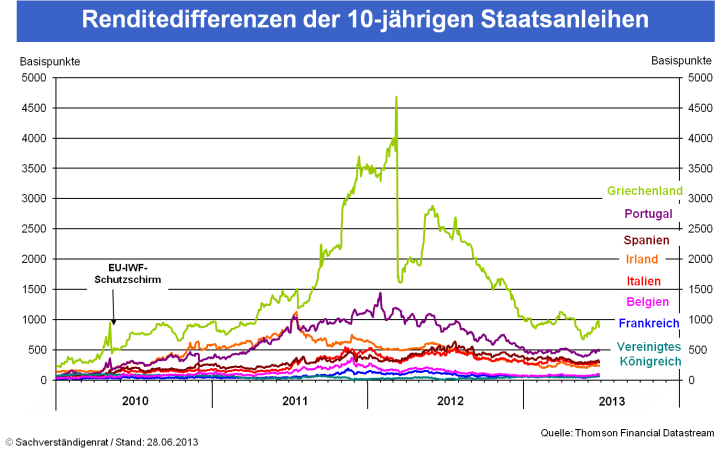 Renditedifferenzen der 10-jährigen Staatsanleihen
Basispunkte
Basispunkte
5000
5000
4500
4500
4000
4000
3500
3500
3000
3000
Griechenland
2500
2500
Portugal
Spanien
2000
2000
Irland
EU-IWF-
Schutzschirm
Italien
1500
1500
Belgien
1000
Frankreich
1000
Vereinigtes
500
500
Königreich
0
0
2010
2011
2012
2013
Quelle: Thomson Financial Datastream
© Sachverständigenrat / Stand: 28.06.2013